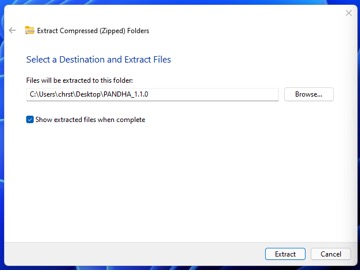 Extract Compressed (Zipped) Folders
Select a Destination and Extract Files
Files will be extracted to this folder:
C:\Users\chrst\Desktop\PANDHA_1.1.0
Browse...
Show extracted files when complete
Extract
Cancel